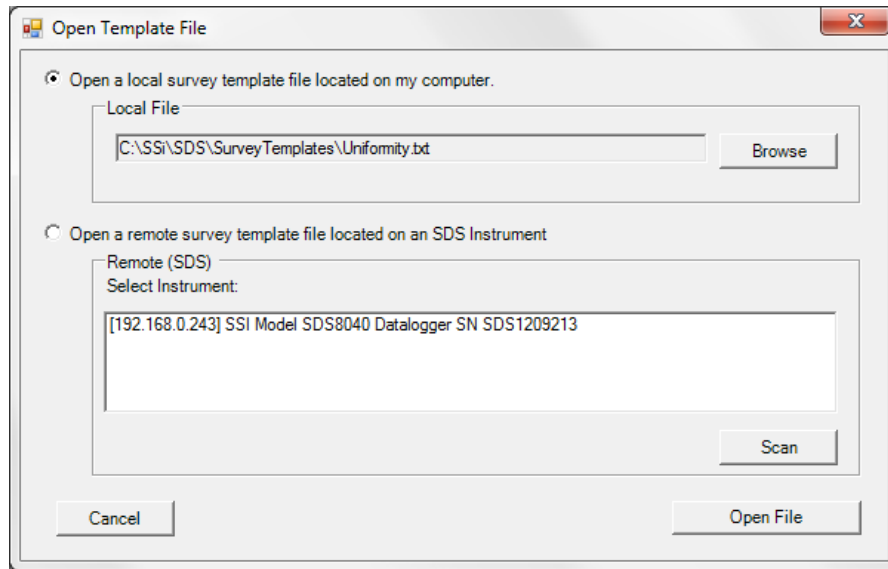 Open Template File
Open a local survey template file located on my computer.
Local File
C:\SSi\SDS\SurveyTemplates\Uniformity.txt
Browse
Open a remote survey template file located on an SDS Instrument
Remote (SDS)
Select Instrument:
[192.168.0.243] SSI Model SDS8040 Datalogger SN SDS1209213
Scan
Cancel
Open File